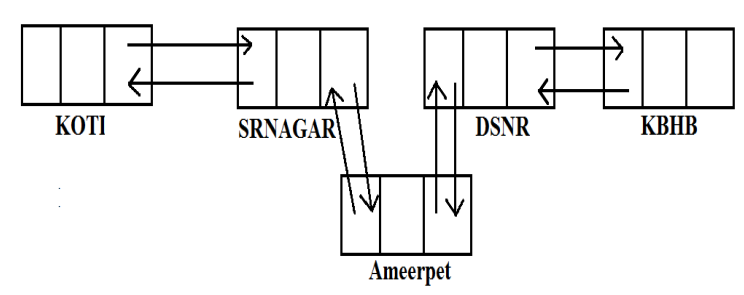 KOTI
SRNAGAR
DSNR
KBHB
Ameerpet